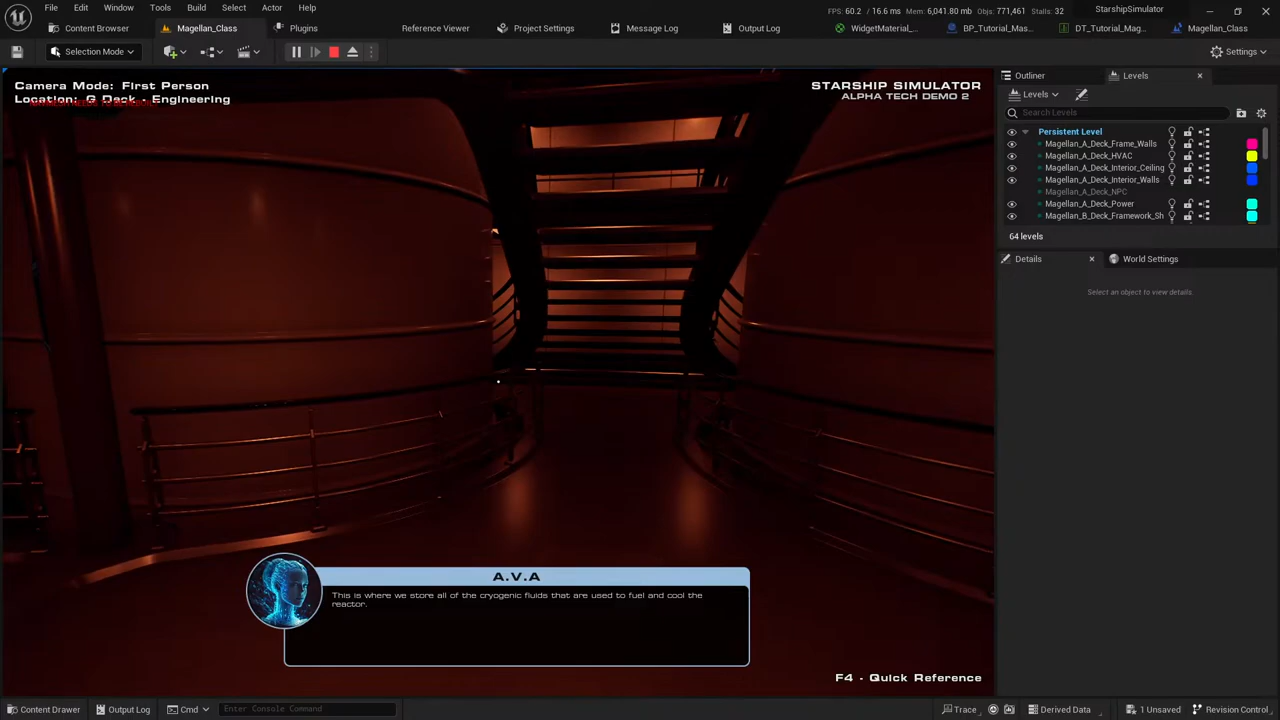 File Edit Window Tools Build Select Actor Help
FPS: 60.2 / 16.6 ms Mem: 6,041.80 mb Objs: 771,461 Stalls: 32
StarshipSimulator
Content Browser Magellan_Class Plugins Reference Viewer Project Settings Message Log Output Log WidgetMaterial_... BP_Tutorial_Mas... DT_Tutorial_Mag... Magellan_Class
Selection Mode Settings
Camera Mode: First Person
Location: G Deck - Engineering
STARSHIP SIMULATOR
ALPHA TECH DEMO 2
Outliner Levels
Levels
Search Levels
Persistent Level
Magellan_A_Deck_Frame_Walls
Magellan_A_Deck_HVAC
Magellan_A_Deck_Interior_Ceiling
Magellan_A_Deck_Interior_Walls
Magellan_A_Deck_NPC
Magellan_A_Deck_Power
Magellan_B_Deck_Framework_Sh
64 levels
Details World Settings
Select an object to view details.
A.V.A
This is where we store all of the cryogenic fluids that are used to fuel and cool the
reactor.
F4 - Quick Reference
Content Drawer Output Log Cmd Enter Console Command Trace Derived Data 1 Unsaved Revision Control